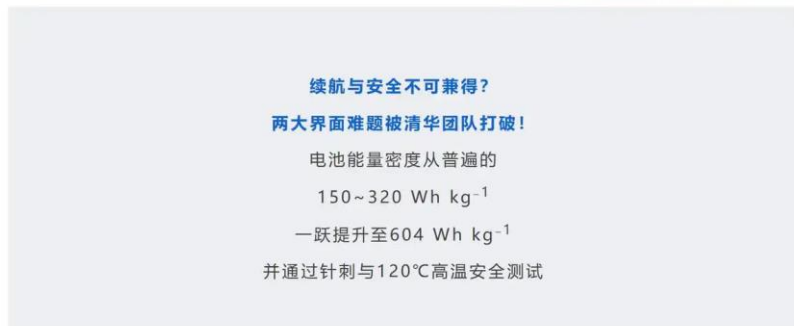 续航与安全不可兼得？
两大界面难题被清华团队打破！
电池能量密度从普遍的
150~320 Wh kg⁻¹
一跃提升至604 Wh kg⁻¹
并通过针刺与120℃高温安全测试